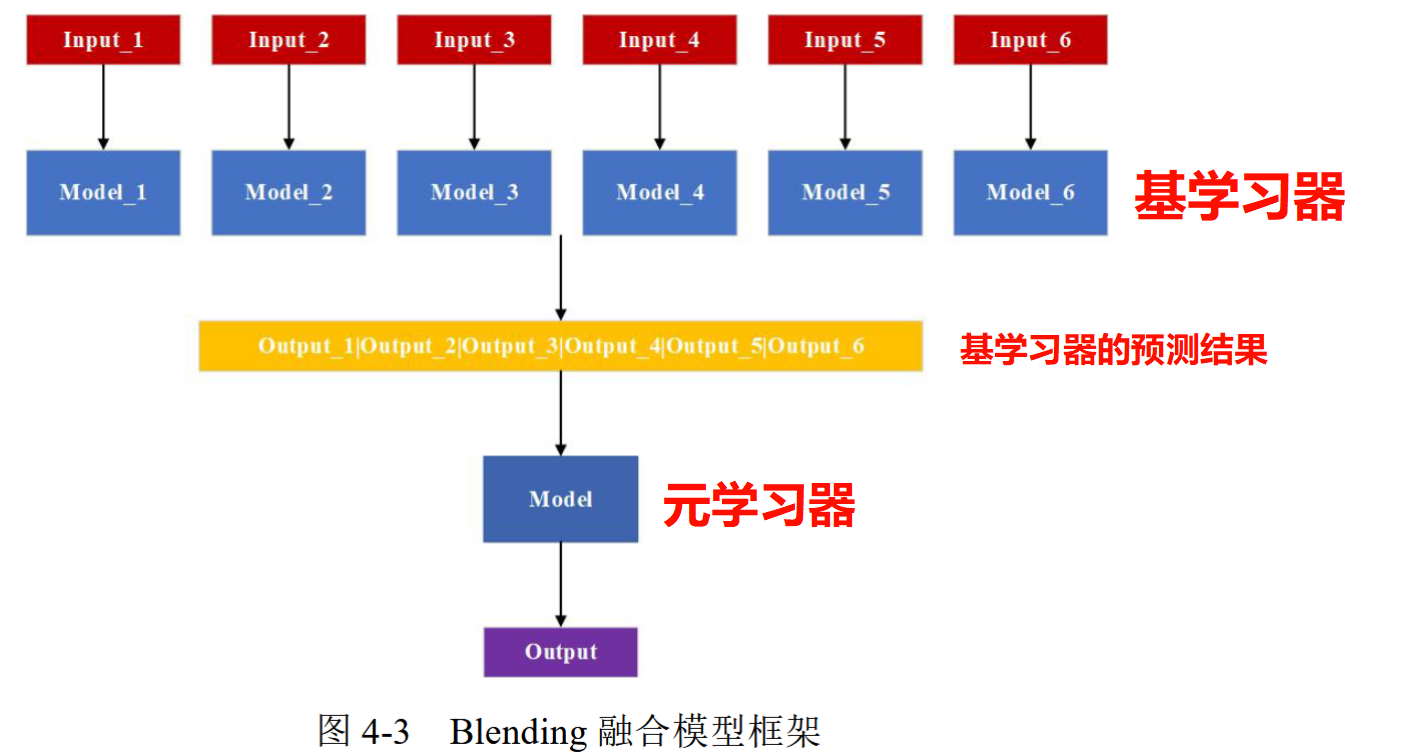 Input_1 Input_2 Input_3 Input_4 Input_5 Input_6
Model_1 Model_2 Model_3 Model_4 Model_5 Model_6 基学习器
Output_1|Output_2|Output_3|Output_4|Output_5|Output_6 基学习器的预测结果
Model 元学习器
Output
图 4-3 Blending 融合模型框架